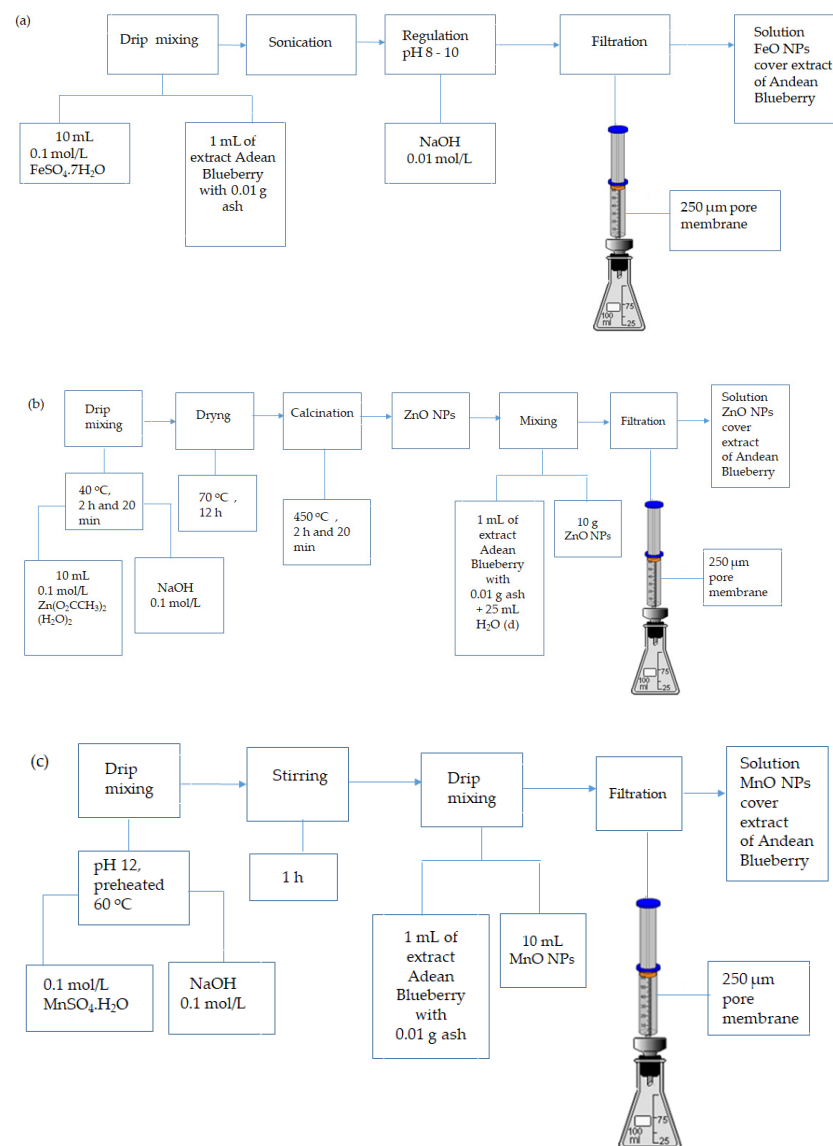 (a)
Drip mixing
Sonication
Regulation
pH 8 - 10
Filtration
Solution
FeO NPs
cover extract
of Andean
Blueberry
10 mL
0.1 mol/L
FeSO₄.7H₂O
1 mL of
extract Adean
Blueberry
with 0.01 g
ash
NaOH
0.01 mol/L
250 µm pore
membrane
75
100
ml
25
(b)
Drip
mixing
Dryng
Calcination
ZnO NPs
Mixing
Filtration
Solution
ZnO NPs
cover
extract
of Andean
Blueberry
40 ºC,
2 h and 20
min
70 ºC ,
12 h
450 ºC ,
2 h and 20
min
1 mL of
extract
Adean
Blueberry
with
0.01 g ash
+ 25 mL
H₂O (d)
10 g
ZnO NPs
10 mL
0.1 mol/L
Zn(O₂CCH₃)₂
(H₂O)₂
NaOH
0.1 mol/L
250 µm
pore
membrane
75
100
ml
25
(c)
Drip
mixing
Stirring
Drip
mixing
Filtration
Solution
MnO NPs
cover
extract
of Andean
Blueberry
pH 12,
preheated
60 ºC
1 h
1 mL of
extract
Adean
Blueberry
with
0.01 g ash
10 mL
MnO NPs
0.1 mol/L
MnSO₄.H₂O
NaOH
0.1 mol/L
250 µm
pore
membrane
75
100
ml
25